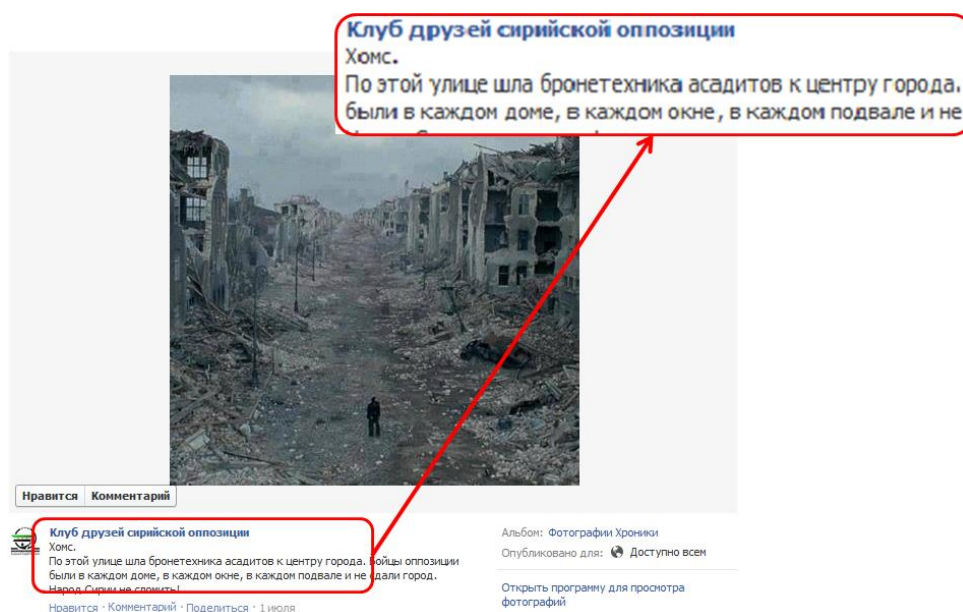 Клуб друзей сирийской оппозиции
Хомс.
По этой улице шла бронетехника асадитов к центру города.
были в каждом доме, в каждом окне, в каждом подвале и не
Нравится Комментарий
Клуб друзей сирийской оппозиции
Хомс.
По этой улице шла бронетехника асадитов к центру города. Бойцы оппозиции
были в каждом доме, в каждом окне, в каждом подвале и не сдали город.
Народ Сирии не сломить!
Нравится · Комментарий · Поделиться · 1 июля
Альбом: Фотографии Хроники
Опубликовано для: Доступно всем
Открыть программу для просмотра
фотографий